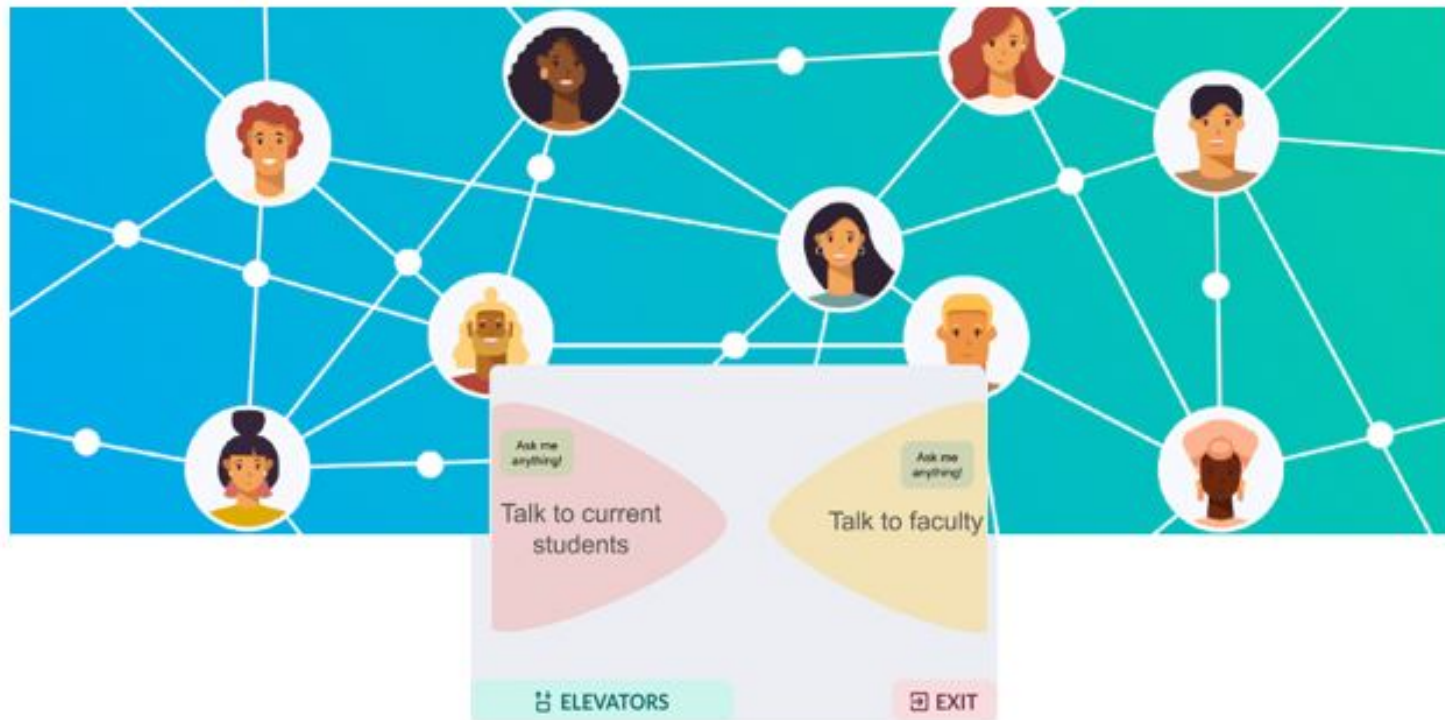 Ask me
anything!
Talk to current
students
Ask me
anything!
Talk to faculty
ELEVATORS
EXIT